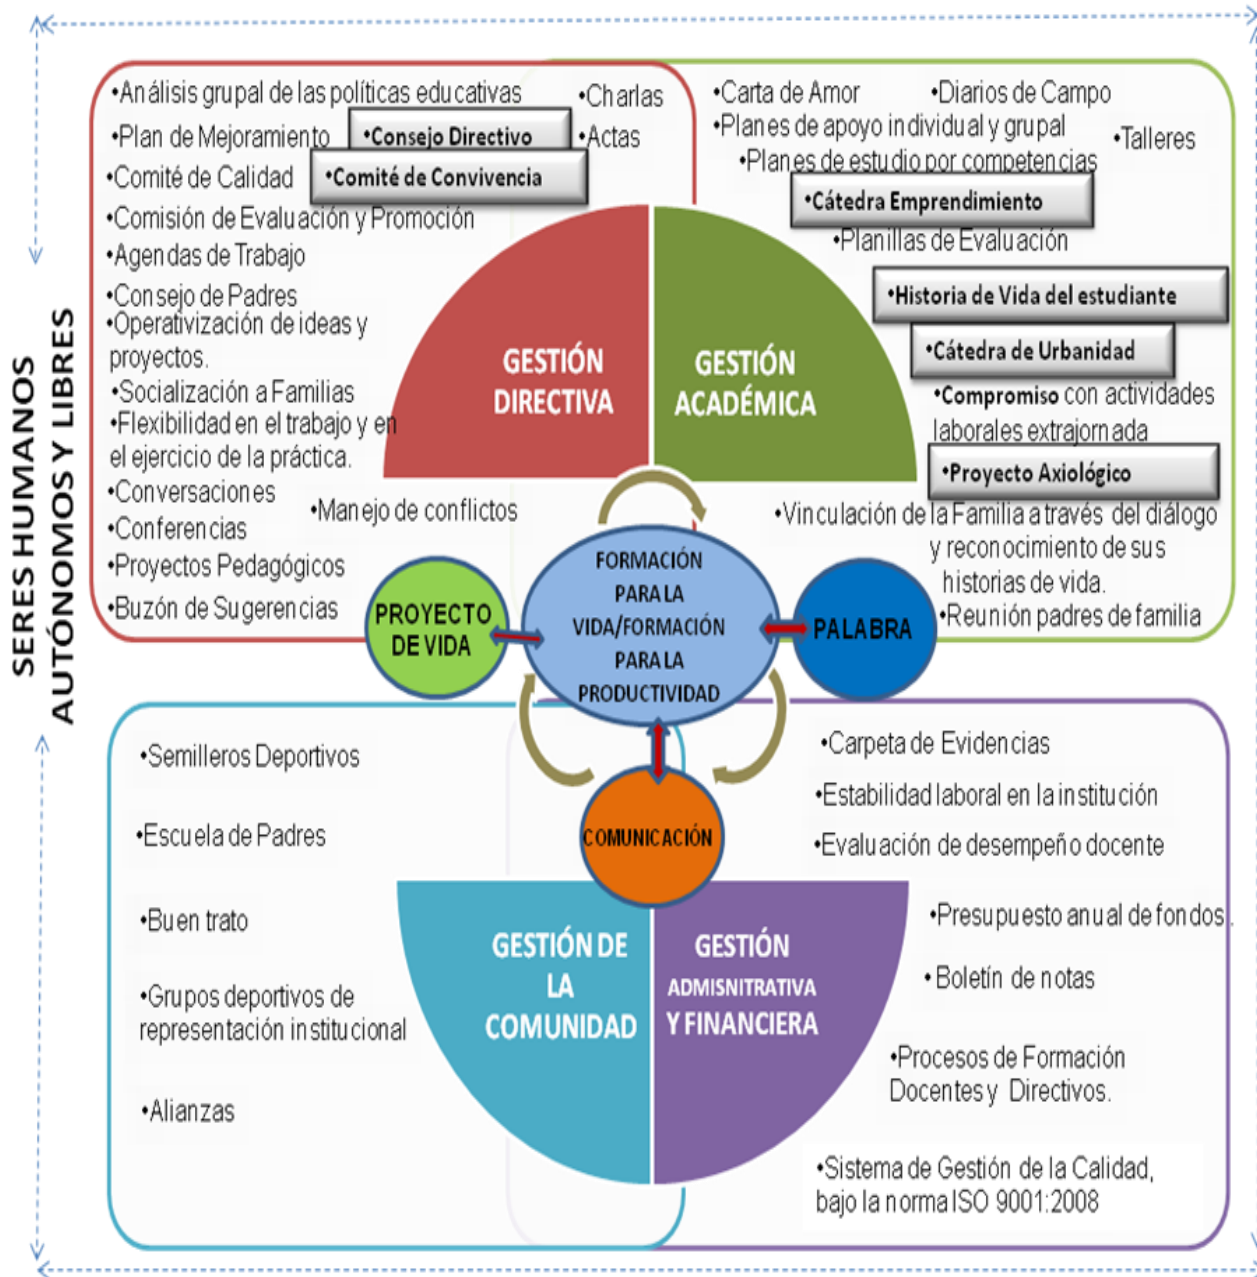 SERES HUMANOS
AUTÓNOMOS Y LIBRES
•Análisis grupal de las políticas educativas
•Charlas
•Plan de Mejoramiento
•Consejo Directivo
•Actas
•Comité de Calidad
•Comité de Convivencia
•Comisión de Evaluación y Promoción
•Agendas de Trabajo
•Consejo de Padres
•Operativización de ideas y
proyectos.
•Socialización a Familias
•Flexibilidad en el trabajo y en
el ejercicio de la práctica.
•Conversaciones
•Conferencias
•Manejo de conflictos
•Proyectos Pedagógicos
•Buzón de Sugerencias
GESTIÓN
DIRECTIVA
•Carta de Amor
•Diarios de Campo
•Planes de apoyo individual y grupal
•Talleres
•Planes de estudio por competencias
•Cátedra Emprendimiento
•Planillas de Evaluación
•Historia de Vida del estudiante
•Cátedra de Urbanidad
•Compromiso con actividades
laborales extrajornada
•Proyecto Axiológico
•Vinculación de la Familia a través del diálogo
y reconocimiento de sus
historias de vida.
•Reunión padres de familia
GESTIÓN
ACADÉMICA
PROYECTO
DE VIDA
FORMACIÓN
PARA LA
VIDA/FORMACIÓN
PARA LA
PRODUCTIVIDAD
PALABRA
COMUNICACIÓN
•Semilleros Deportivos
•Escuela de Padres
•Buen trato
•Grupos deportivos de
representación institucional
•Alianzas
GESTIÓN DE
LA
COMUNIDAD
•Carpeta de Evidencias
•Estabilidad laboral en la institución
•Evaluación de desempeño docente
•Presupuesto anual de fondos.
•Boletín de notas
•Procesos de Formación
Docentes y Directivos.
•Sistema de Gestión de la Calidad,
bajo la norma ISO 9001:2008
GESTIÓN
ADMISNITRATIVA
Y FINANCIERA